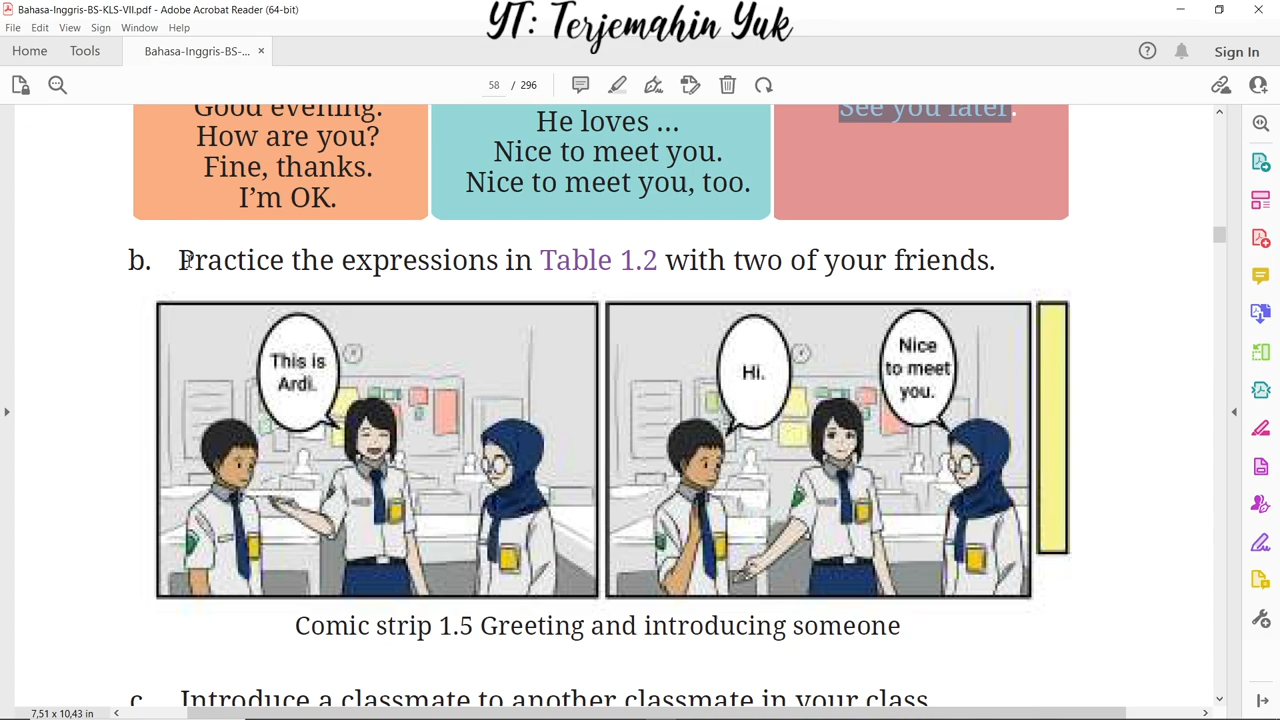 Bahasa-Inggris-BS-KLS-VII.pdf - Adobe Acrobat Reader (64-bit)
YT: Terjemahin Yuk
File Edit View Sign Window Help
Home Tools Bahasa-Inggris-BS-... × Sign In
58 / 296
Good evening.
How are you?
Fine, thanks.
I'm OK.
He loves ...
Nice to meet you.
Nice to meet you, too.
See you later.
b. Practice the expressions in Table 1.2 with two of your friends.
This is
Ardi.
Hi.
Nice
to meet
you.
Comic strip 1.5 Greeting and introducing someone
c. Introduce a classmate to another classmate in your class.
7,51 x 10,43 in